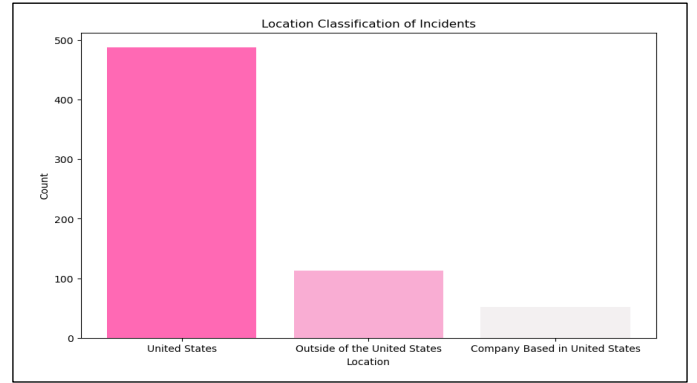 Location Classification of Incidents
500
400
300
200
100
0
Count
United States
Outside of the United States
Company Based in United States
Location